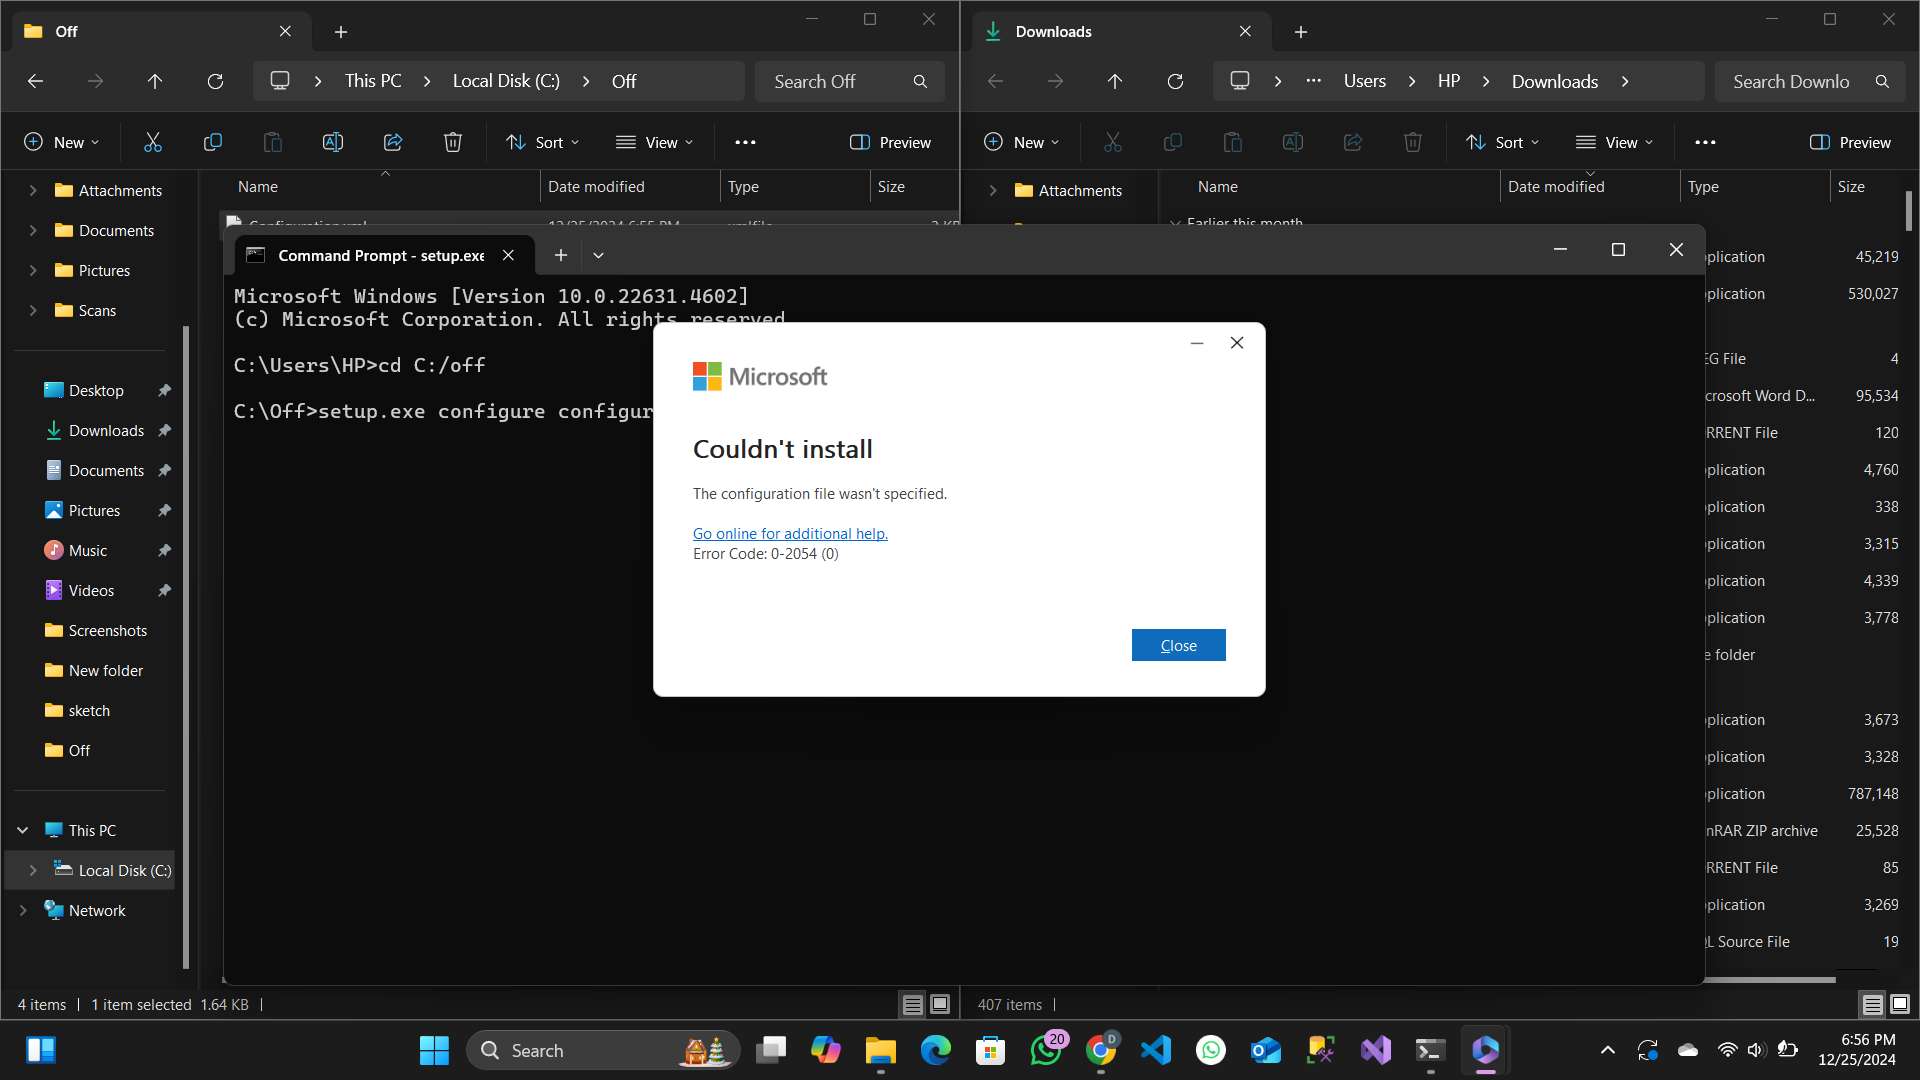 Off
Downloads
This PC
Local Disk (C:)
Off
Search Off
Users
HP
Downloads
Search Downlo
New
Sort
View
Preview
New
Sort
View
Preview
Name
Date modified
Type
Size
Attachments
Documents
Pictures
Scans
Desktop
Downloads
Documents
Pictures
Music
Videos
Screenshots
New folder
sketch
Off
This PC
Local Disk (C:)
Network
Attachments
Name
Date modified
Type
Size
Earlier this month
Command Prompt - setup.exe
Microsoft Windows [Version 10.0.22631.4602]
(c) Microsoft Corporation. All rights reserved
C:\Users\HP>cd C:/off
C:\Off>setup.exe configure configur
Microsoft
Couldn't install
The configuration file wasn't specified.
Go online for additional help.
Error Code: 0-2054 (0)
Close
plication 45,219
plication 530,027
G File 4
crosoft Word D... 95,534
RRENT File 120
plication 4,760
plication 338
plication 3,315
plication 4,339
plication 3,778
e folder
plication 3,673
plication 3,328
plication 787,148
nRAR ZIP archive 25,528
RRENT File 85
plication 3,269
L Source File 19
4 items
1 item selected 1.64 KB
407 items
Search
20
D
6:56 PM
12/25/2024